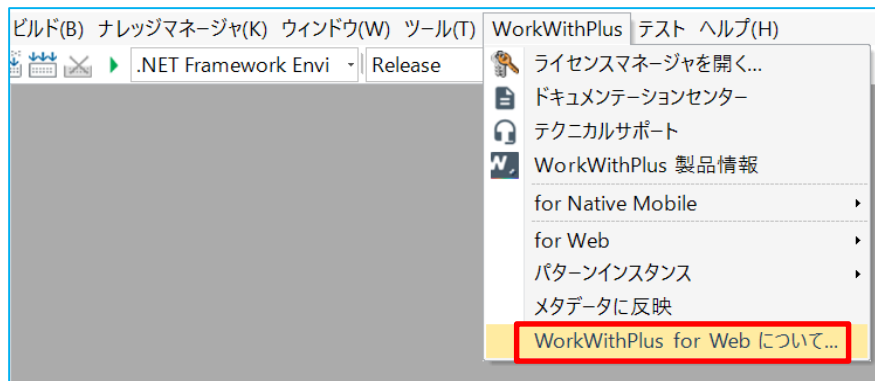 ビルド(B) ナレッジマネージャ(K) ウィンドウ(W) ツール(T) WorkWithPlus テスト ヘルプ(H)
.NET Framework Envi Release
ライセンスマネージャを開く...
ドキュメンテーションセンター
テクニカルサポート
WorkWithPlus 製品情報
for Native Mobile
for Web
パターンインスタンス
メタデータに反映
WorkWithPlus for Web について...